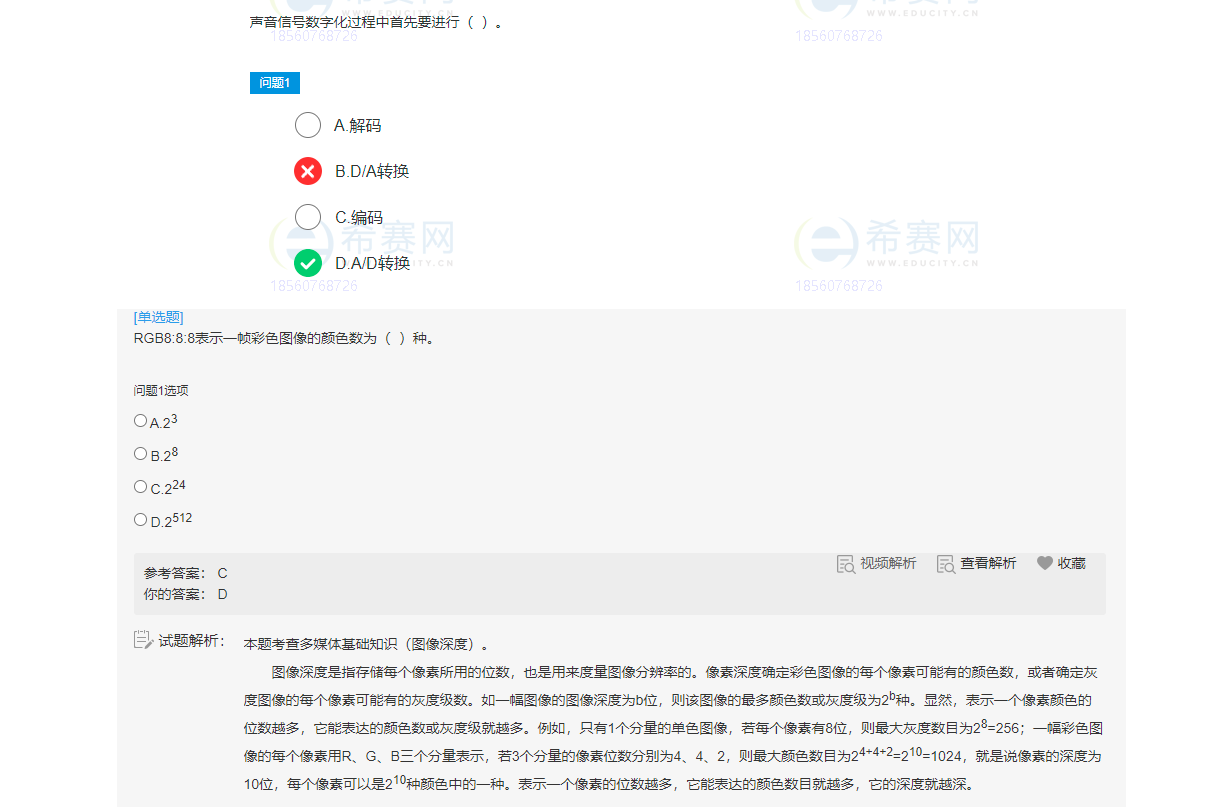 WWW.EDUCITY.CN WWW.EDUCITY.CN
声音信号数字化过程中首先要进行（ ）。
18560768726 18560768726
问题1
A.解码
B.D/A转换
C.编码
希赛网 希赛网
WWW.EDUCITY.CN WWW.EDUCITY.CN
D.A/D转换
18560768726 18560768726
[单选题]
RGB8:8:8表示一帧彩色图像的颜色数为（ ）种。
问题1选项
A.2^3
B.2^8
C.2^24
D.2^512
视频解析 查看解析 收藏
参考答案： C
你的答案： D
试题解析： 本题考查多媒体基础知识（图像深度）。
图像深度是指存储每个像素所用的位数，也是用来度量图像分辨率的。像素深度确定彩色图像的每个像素可能有的颜色数，或者确定灰
度图像的每个像素可能有的灰度级数。如一幅图像的图像深度为b位，则该图像的最多颜色数或灰度级为2^b种。显然，表示一个像素颜色的
位数越多，它能表达的颜色数或灰度级就越多。例如，只有1个分量的单色图像，若每个像素有8位，则最大灰度数目为2^8=256；一幅彩色图
像的每个像素用R、G、B三个分量表示，若3个分量的像素位数分别为4、4、2，则最大颜色数目为2^4+4+2=2^10=1024，就是说像素的深度为
10位，每个像素可以是2^10种颜色中的一种。表示一个像素的位数越多，它能表达的颜色数目就越多，它的深度就越深。